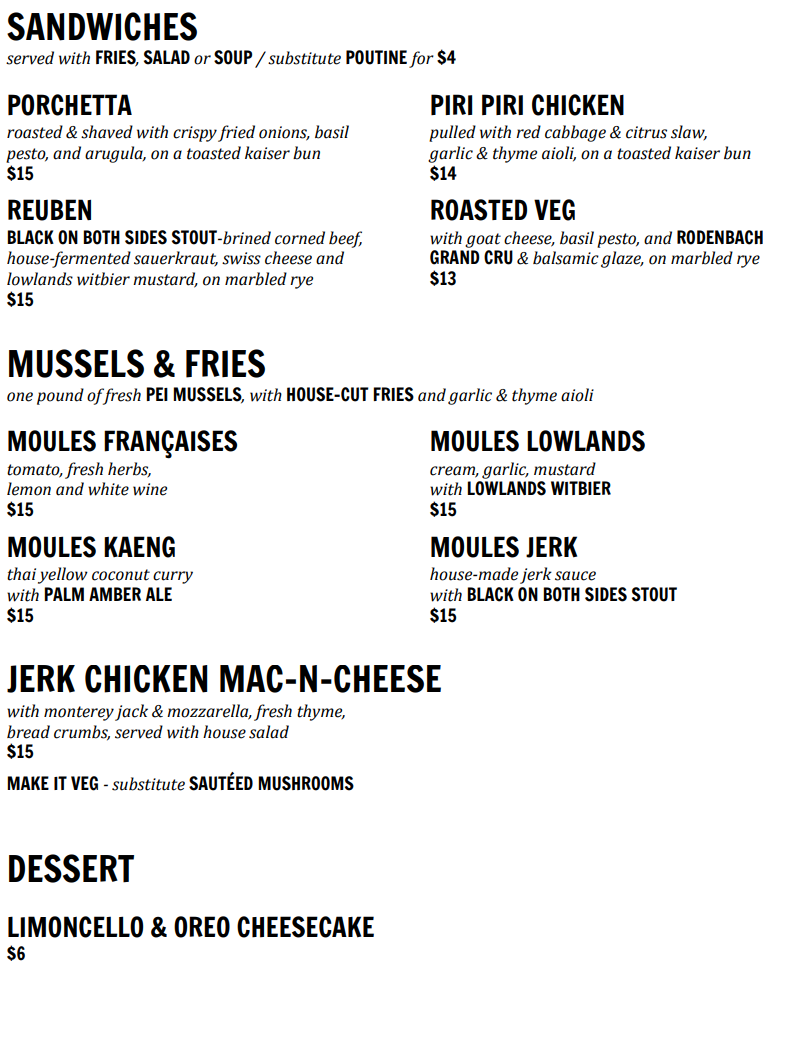 SANDWICHES
served with FRIES, SALAD or SOUP / substitute POUTINE for $4
PORCHETTA
roasted & shaved with crispy fried onions, basil
pesto, and arugula, on a toasted kaiser bun
$15
PIRI PIRI CHICKEN
pulled with red cabbage & citrus slaw,
garlic & thyme aioli, on a toasted kaiser bun
$14
REUBEN
BLACK ON BOTH SIDES STOUT-brined corned beef,
house-fermented sauerkraut, swiss cheese and
lowlands witbier mustard, on marbled rye
$15
ROASTED VEG
with goat cheese, basil pesto, and RODENBACH
GRAND CRU & balsamic glaze, on marbled rye
$13
MUSSELS & FRIES
one pound of fresh PEI MUSSELS, with HOUSE-CUT FRIES and garlic & thyme aioli
MOULES FRANÇAISES
tomato, fresh herbs,
lemon and white wine
$15
MOULES LOWLANDS
cream, garlic, mustard
with LOWLANDS WITBIER
$15
MOULES KAENG
thai yellow coconut curry
with PALM AMBER ALE
$15
MOULES JERK
house-made jerk sauce
with BLACK ON BOTH SIDES STOUT
$15
JERK CHICKEN MAC-N-CHEESE
with monterey jack & mozzarella, fresh thyme,
bread crumbs, served with house salad
$15
MAKE IT VEG - substitute SAUTÉED MUSHROOMS
DESSERT
LIMONCELLO & OREO CHEESECAKE
$6